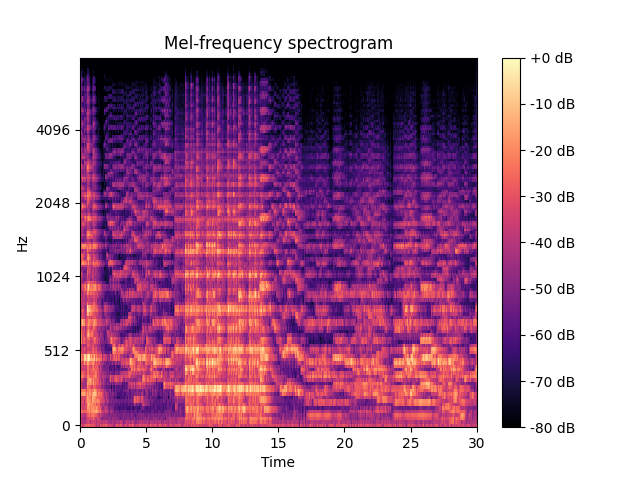 Mel-frequency spectrogram
Hz
4096
2048
1024
512
0
0 5 10 15 20 25 30
Time
+0 dB
-10 dB
-20 dB
-30 dB
-40 dB
-50 dB
-60 dB
-70 dB
-80 dB